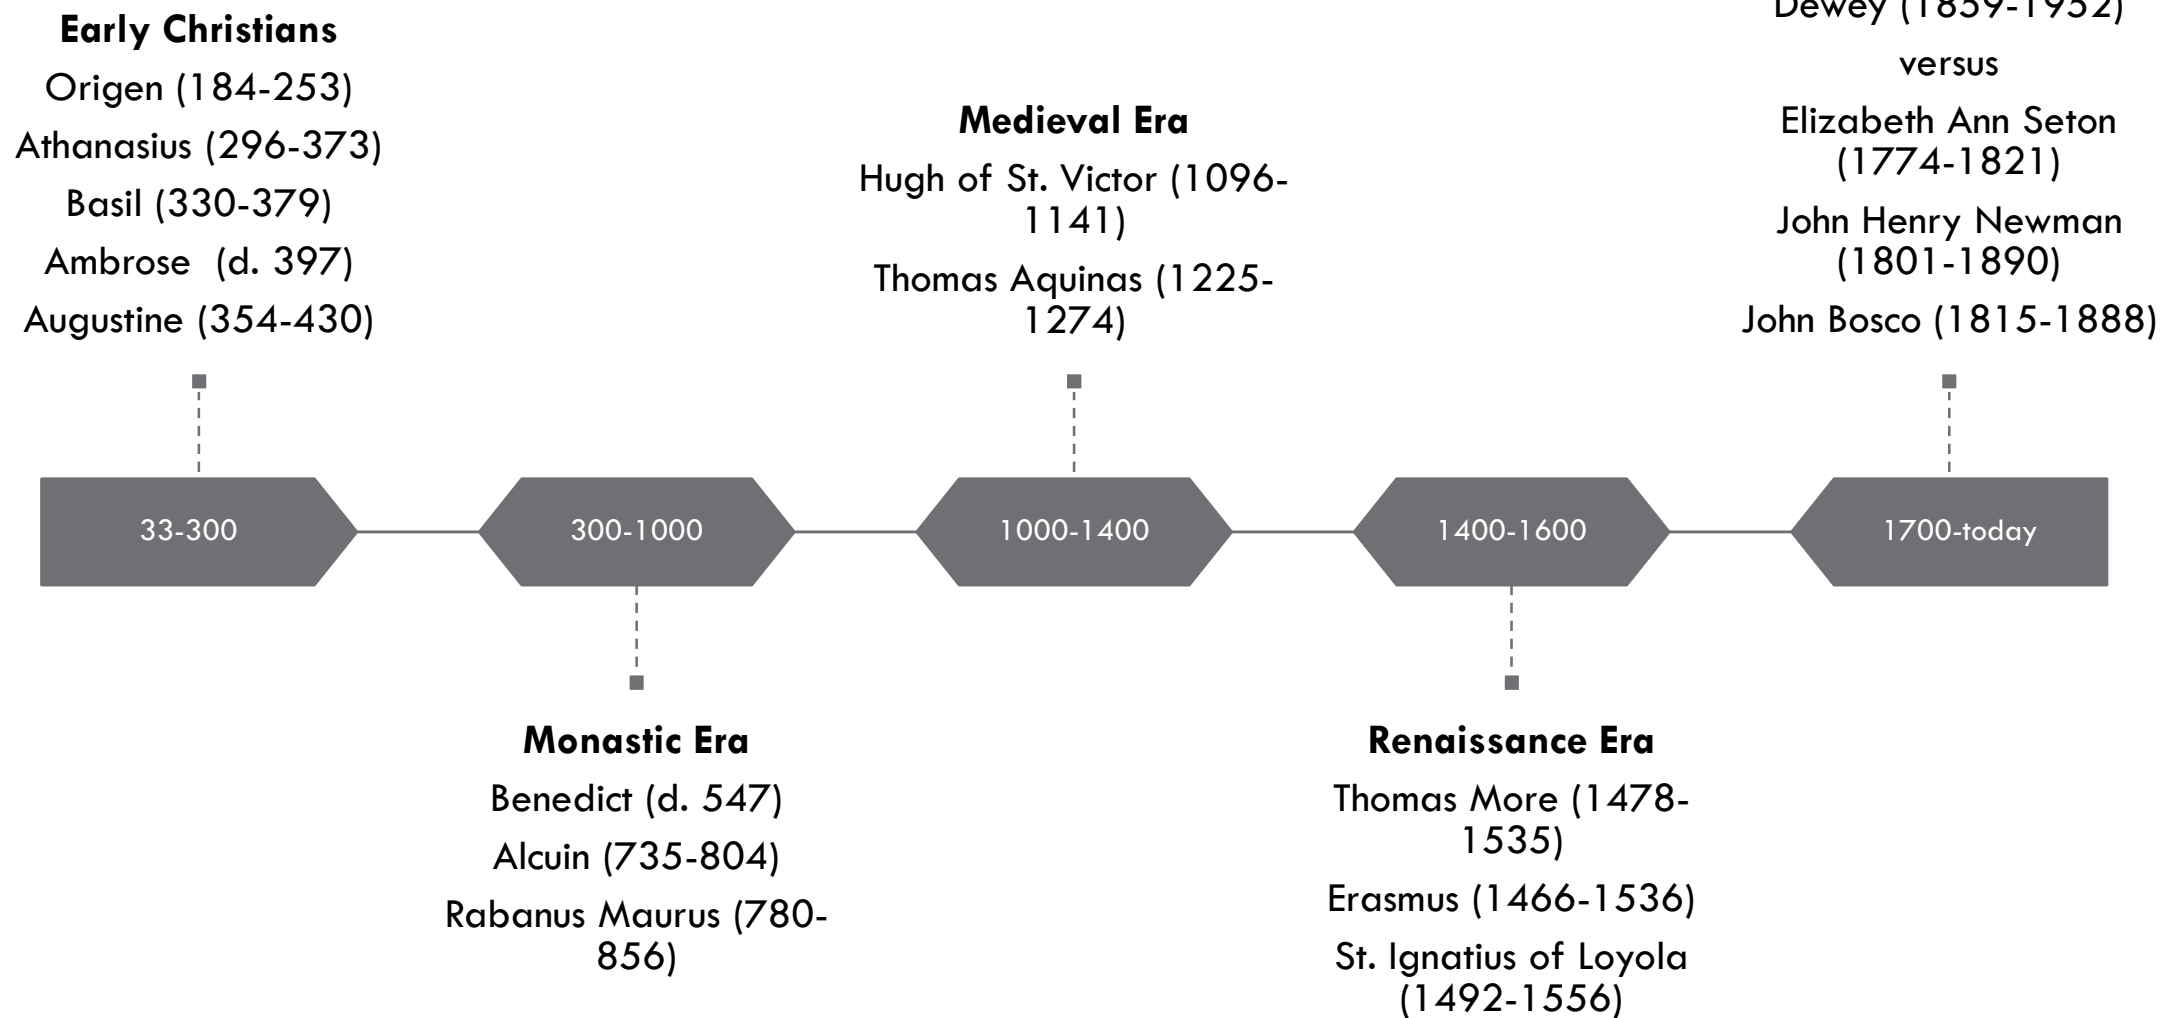 Early Christians
Origen (184-253)
Athanasius (296-373)
Basil (330-379)
Ambrose  (d. 397)
Augustine (354-430)
33-300
300-1000
Monastic Era
Benedict (d. 547)
Alcuin (735-804)
Rabanus Maurus (780-
856)
Medieval Era
Hugh of St. Victor (1096-
1141)
Thomas Aquinas (1225-
1274)
1000-1400
1400-1600
Renaissance Era
Thomas More (1478-
1535)
Erasmus (1466-1536)
St. Ignatius of Loyola
(1492-1556)
Dewey (1859-1952)
versus
Elizabeth Ann Seton
(1774-1821)
John Henry Newman
(1801-1890)
John Bosco (1815-1888)
1700-today